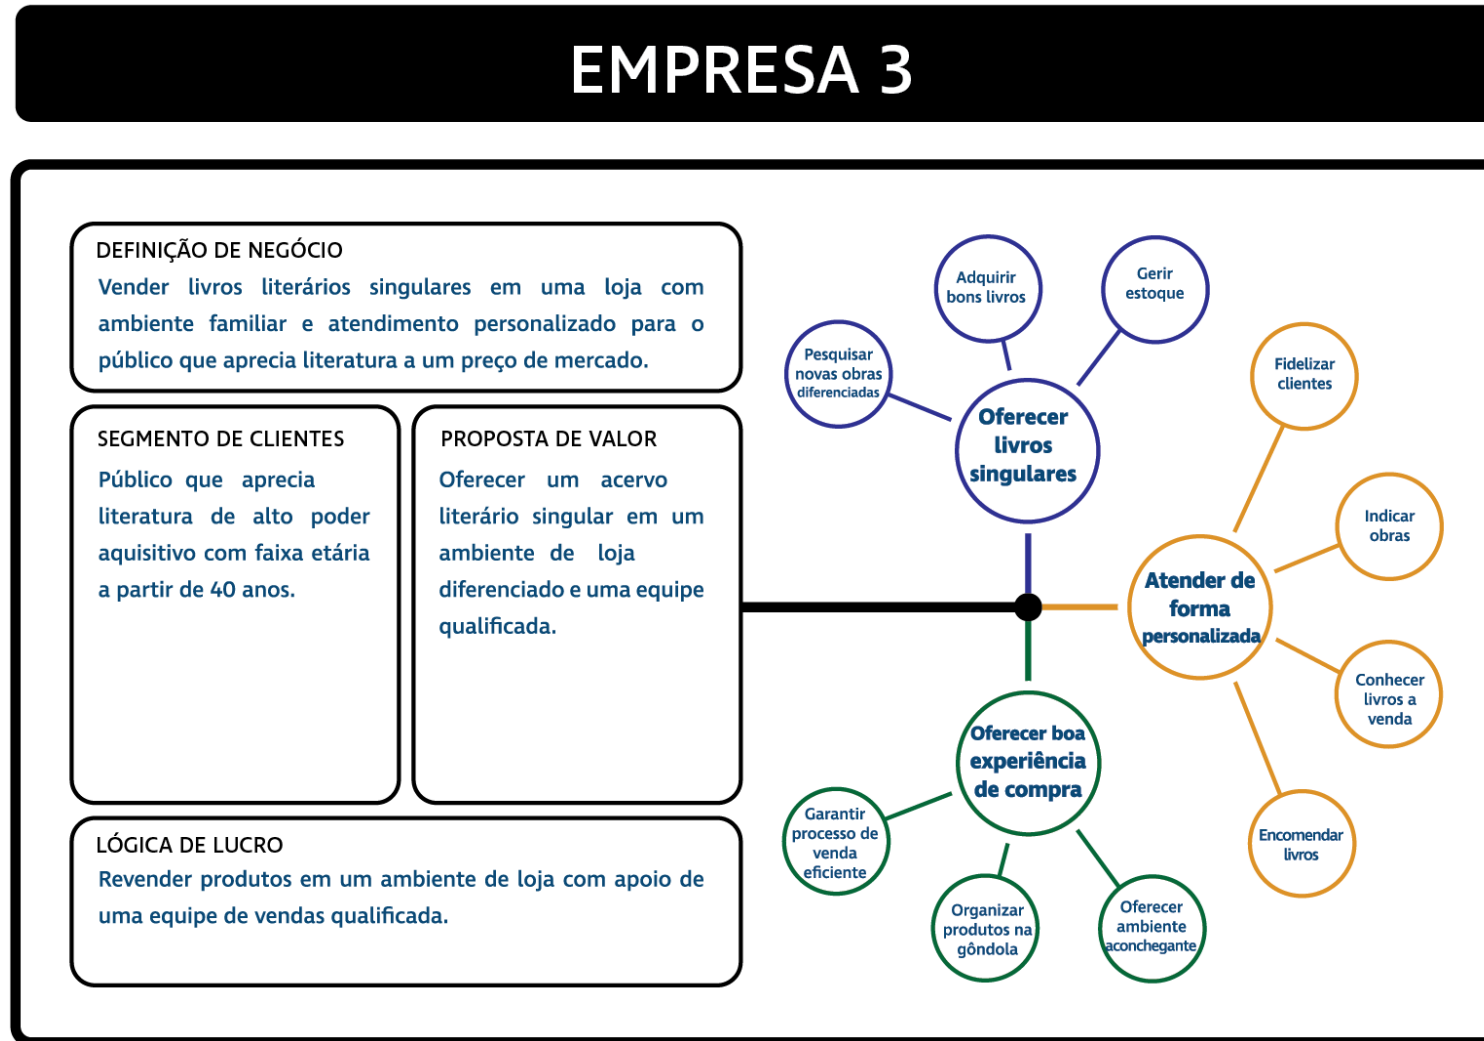 EMPRESA 3
DEFINIÇÃO DE NEGÓCIO
Vender livros literários singulares em uma loja com
ambiente familiar e atendimento personalizado para o
público que aprecia literatura a um preço de mercado.
SEGMENTO DE CLIENTES
Público que aprecia
literatura de alto poder
aquisitivo com faixa etária
a partir de 40 anos.
PROPOSTA DE VALOR
Oferecer um acervo
literário singular em um
ambiente de loja
diferenciado e uma equipe
qualificada.
LÓGICA DE LUCRO
Revender produtos em um ambiente de loja com apoio de
uma equipe de vendas qualificada.
Oferecer
livros
singulares
Pesquisar
novas obras
diferenciadas
Adquirir
bons livros
Gerir
estoque
Atender de
forma
personalizada
Fidelizar
clientes
Indicar
obras
Conhecer
livros a
venda
Encomendar
livros
Oferecer boa
experiência
de compra
Garantir
processo de
venda
eficiente
Organizar
produtos na
gôndola
Oferecer
ambiente
aconchegante